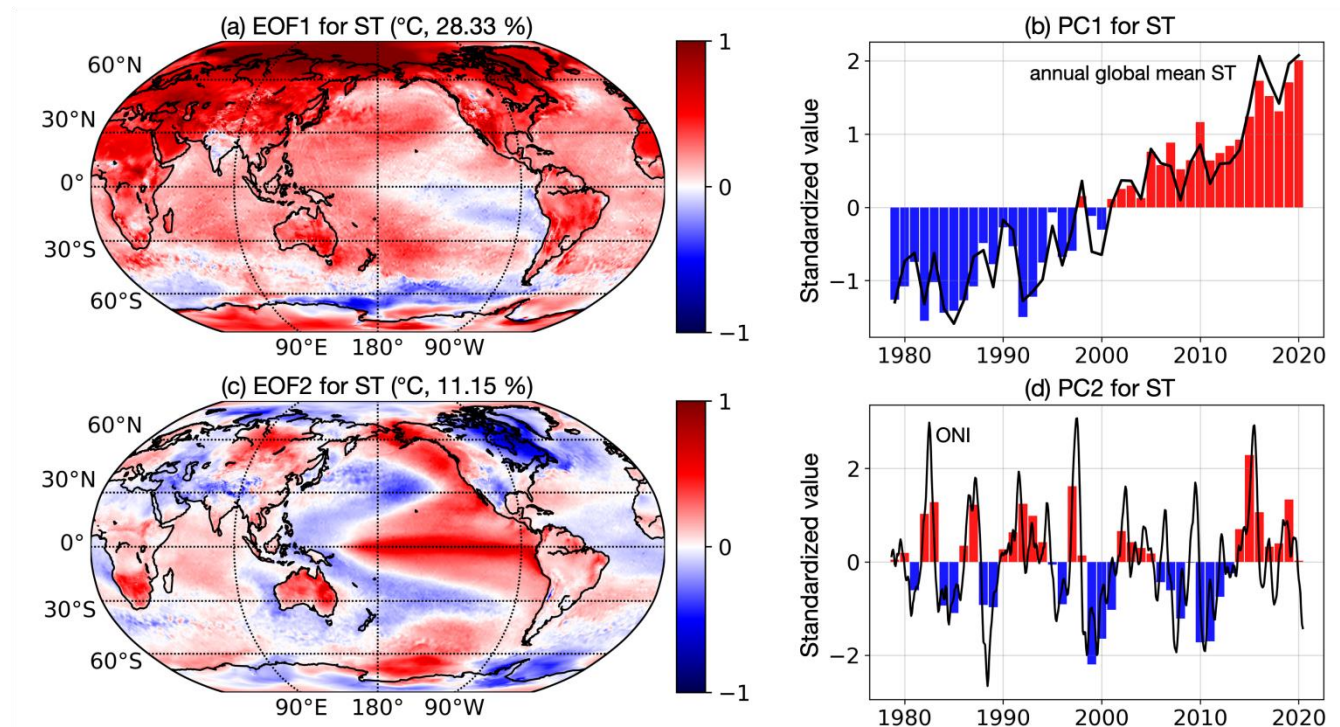 (a) EOF1 for ST (°C, 28.33 %)
60°N
30°N
0°
30°S
60°S
90°E 180° 90°W
1
0
−1
(b) PC1 for ST
annual global mean ST
Standardized value
2
1
0
−1
1980 1990 2000 2010 2020
(c) EOF2 for ST (°C, 11.15 %)
60°N
30°N
0°
30°S
60°S
90°E 180° 90°W
1
0
−1
(d) PC2 for ST
ONI
Standardized value
2
0
−2
1980 1990 2000 2010 2020